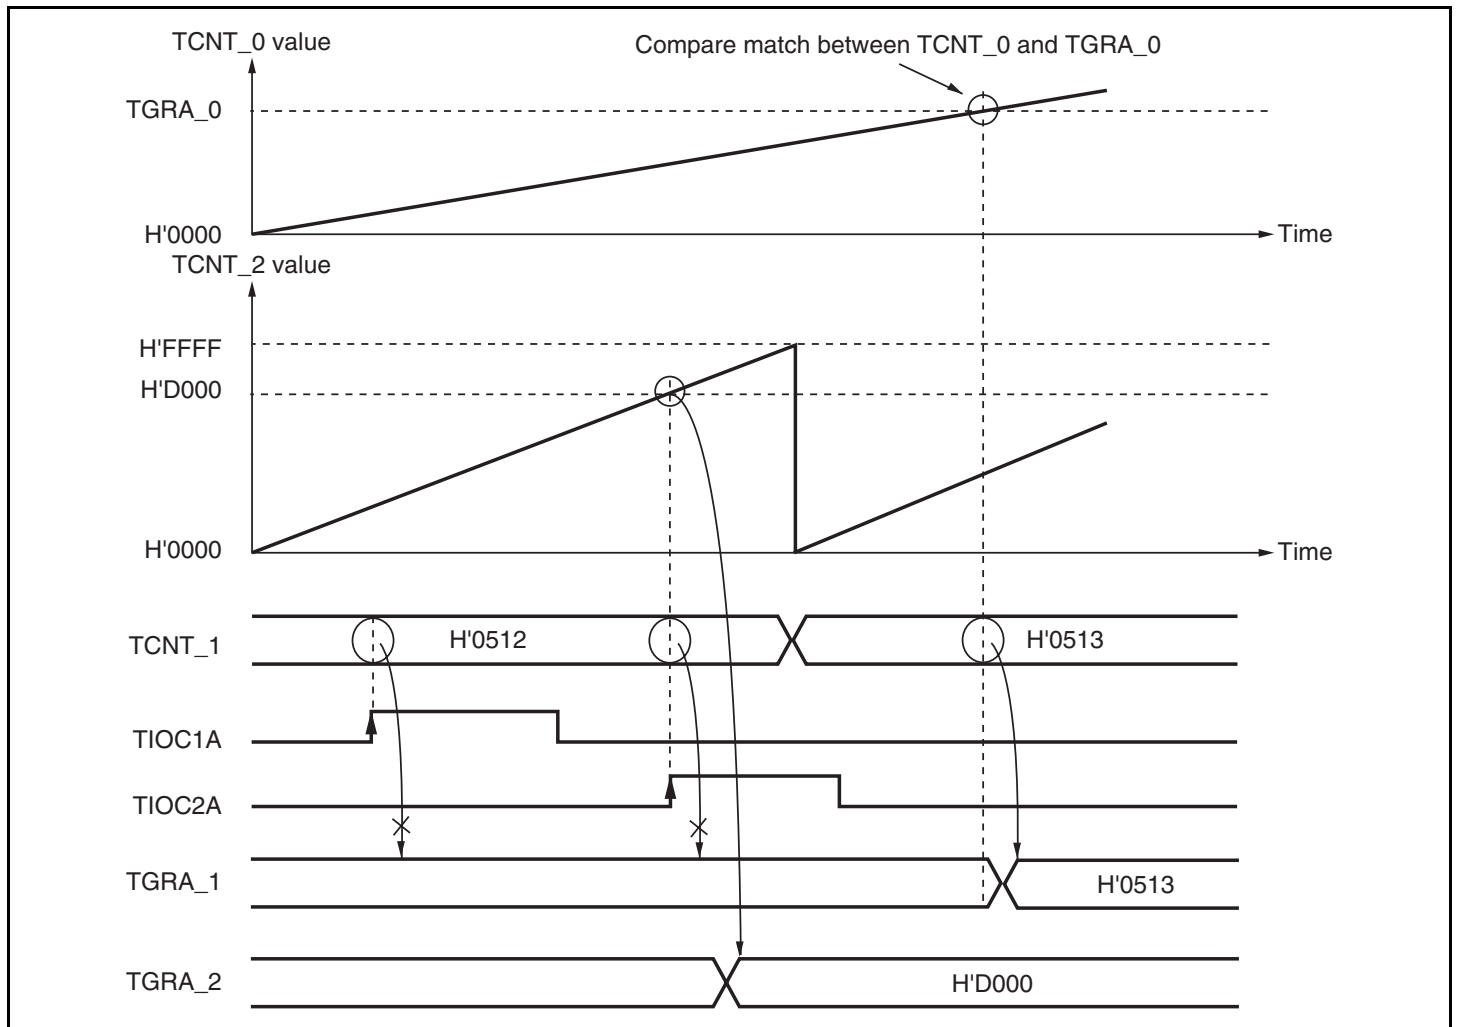 TCNT_0 value
Compare match between TCNT_0 and TGRA_0
TGRA_0
H'0000
Time
TCNT_2 value
H'FFFF
H'D000
H'0000
Time
TCNT_1
H'0512
H'0513
TIOC1A
TIOC2A
TGRA_1
H'0513
TGRA_2
H'D000